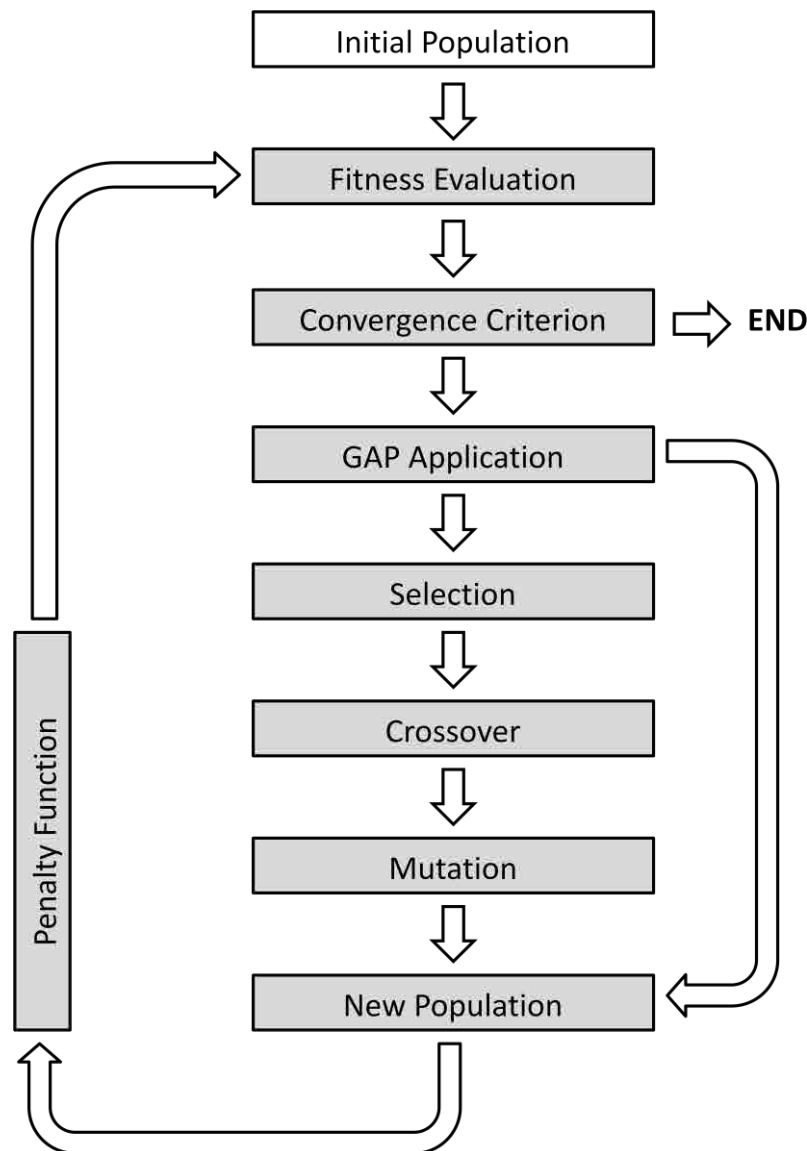 Initial Population
Fitness Evaluation
Convergence Criterion
END
GAP Application
Selection
Crossover
Mutation
New Population
Penalty Function